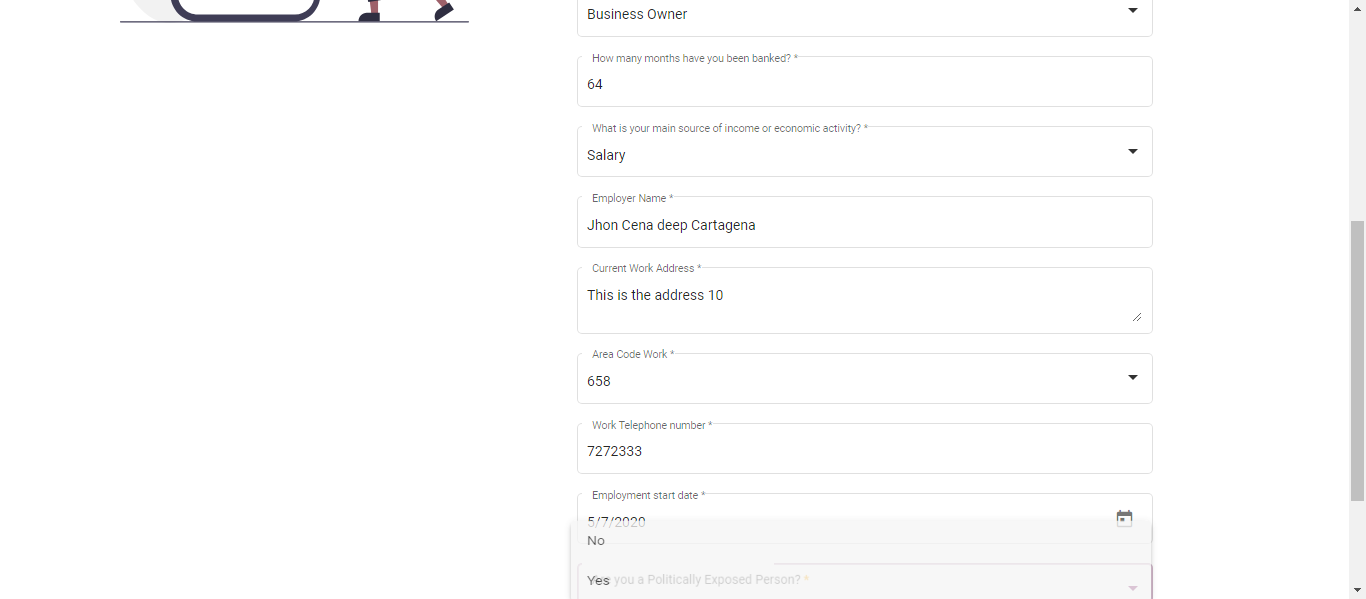 Business Owner
How many months have you been banked? *
64
What is your main source of income or economic activity? *
Salary
Employer Name *
Jhon Cena deep Cartagena
Current Work Address *
This is the address 10
Area Code Work *
658
Work Telephone number *
7272333
Employment start date *
5/7/2020
No
Yes
you a Politically Exposed Person? *